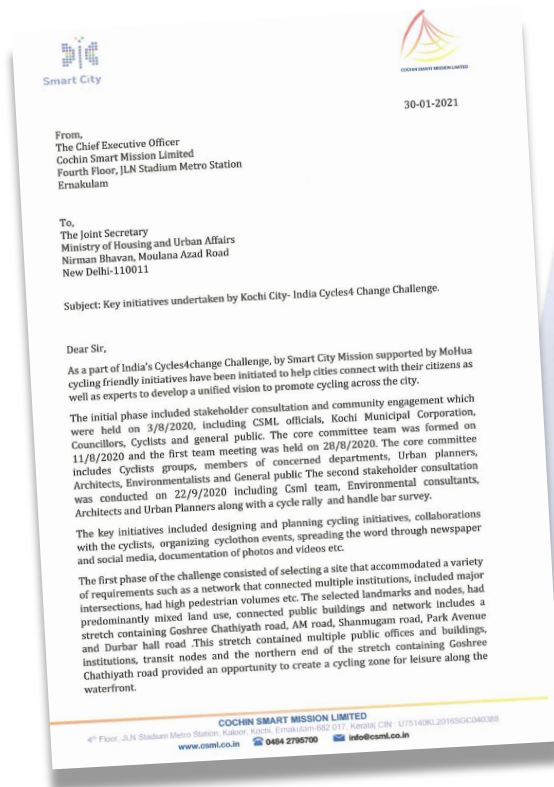 Smart City
COCHIN SMART MISSION LIMITED
30-01-2021
From,
The Chief Executive Officer
Cochin Smart Mission Limited
Fourth Floor, JLN Stadium Metro Station
Ernakulam
To,
The Joint Secretary
Ministry of Housing and Urban Affairs
Nirman Bhavan, Moulana Azad Road
New Delhi-110011
Subject: Key initiatives undertaken by Kochi City- India Cycles4 Change Challenge.
Dear Sir,
As a part of India's Cycles4change Challenge, by Smart City Mission supported by MoHua
cycling friendly initiatives have been initiated to help cities connect with their citizens as
well as experts to develop a unified vision to promote cycling across the city.
The initial phase included stakeholder consultation and community engagement which
were held on 3/8/2020, including CSML officials, Kochi Municipal Corporation,
Councillors, Cyclists and general public. The core committee team was formed on
11/8/2020 and the first team meeting was held on 28/8/2020. The core committee
includes Cyclists groups, members of concerned departments, Urban planners,
Architects, Environmentalists and General public The second stakeholder consultation
was conducted on 22/9/2020 including Csml team, Environmental consultants,
Architects and Urban Planners along with a cycle rally and handle bar survey.
The key initiatives included designing and planning cycling initiatives, collaborations
with the cyclists, organizing cyclothon events, spreading the word through newspaper
and social media, documentation of photos and videos etc.
The first phase of the challenge consisted of selecting a site that accommodated a variety
of requirements such as a network that connected multiple institutions, included major
intersections, had high pedestrian volumes etc. The selected landmarks and nodes, had
predominantly mixed land use, connected public buildings and network includes a
stretch containing Goshree Chathiyath road, AM road, Shanmugam road, Park Avenue
and Durbar hall road .This stretch contained multiple public offices and buildings,
institutions, transit nodes and the northern end of the stretch containing Goshree
Chathiyath road provided an opportunity to create a cycling zone for leisure along the
waterfront.
COCHIN SMART MISSION LIMITED
4th Floor, JLN Stadium Metro Station, Kaloor, Kochi, Ernakulam-682 017, Kerala| CIN : U75140KL2016SGC040388
www.csml.co.in 0484 2795700 info@csml.co.in